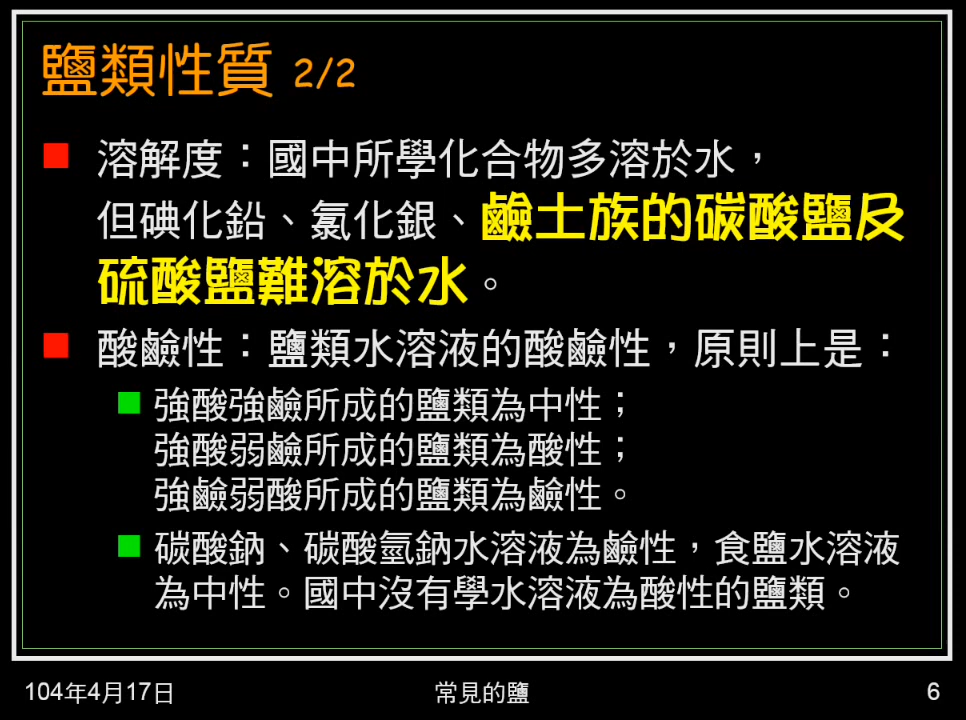 鹽類性質 2/2
溶解度：國中所學化合物多溶於水，
但碘化鉛、氯化銀、鹼土族的碳酸鹽及
硫酸鹽難溶於水。
酸鹼性：鹽類水溶液的酸鹼性，原則上是：
強酸強鹼所成的鹽類為中性；
強酸弱鹼所成的鹽類為酸性；
強鹼弱酸所成的鹽類為鹼性。
碳酸鈉、碳酸氫鈉水溶液為鹼性，食鹽水溶液
為中性。國中沒有學水溶液為酸性的鹽類。
104年4月17日
常見的鹽
6